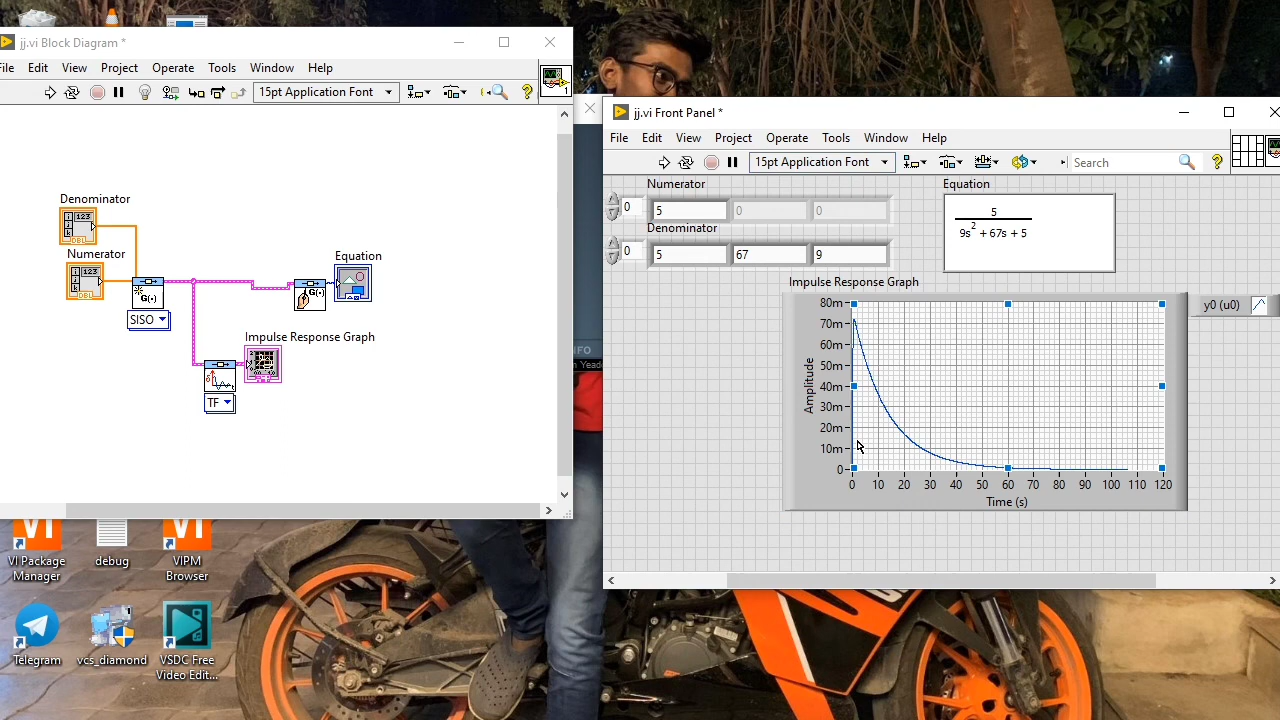 jj.vi Block Diagram *
File Edit View Project Operate Tools Window Help
15pt Application Font
?
1
Denominator
DBL
Numerator
DBL
G(s)
SISO
G(s)
Equation
Impulse Response Graph
TF
jj.vi Front Panel *
File Edit View Project Operate Tools Window Help
15pt Application Font
Search
?
Numerator
0 5 0 0
Denominator
0 5 67 9
Equation
5
9s² + 67s + 5
Impulse Response Graph
y0 (u0)
Amplitude
80m
70m
60m
50m
40m
30m
20m
10m
0
0 10 20 30 40 50 60 70 80 90 100 110 120
Time (s)
VI Package
Manager
debug
VIPM
Browser
Telegram
vcs_diamond
VSDC Free
Video Edit...